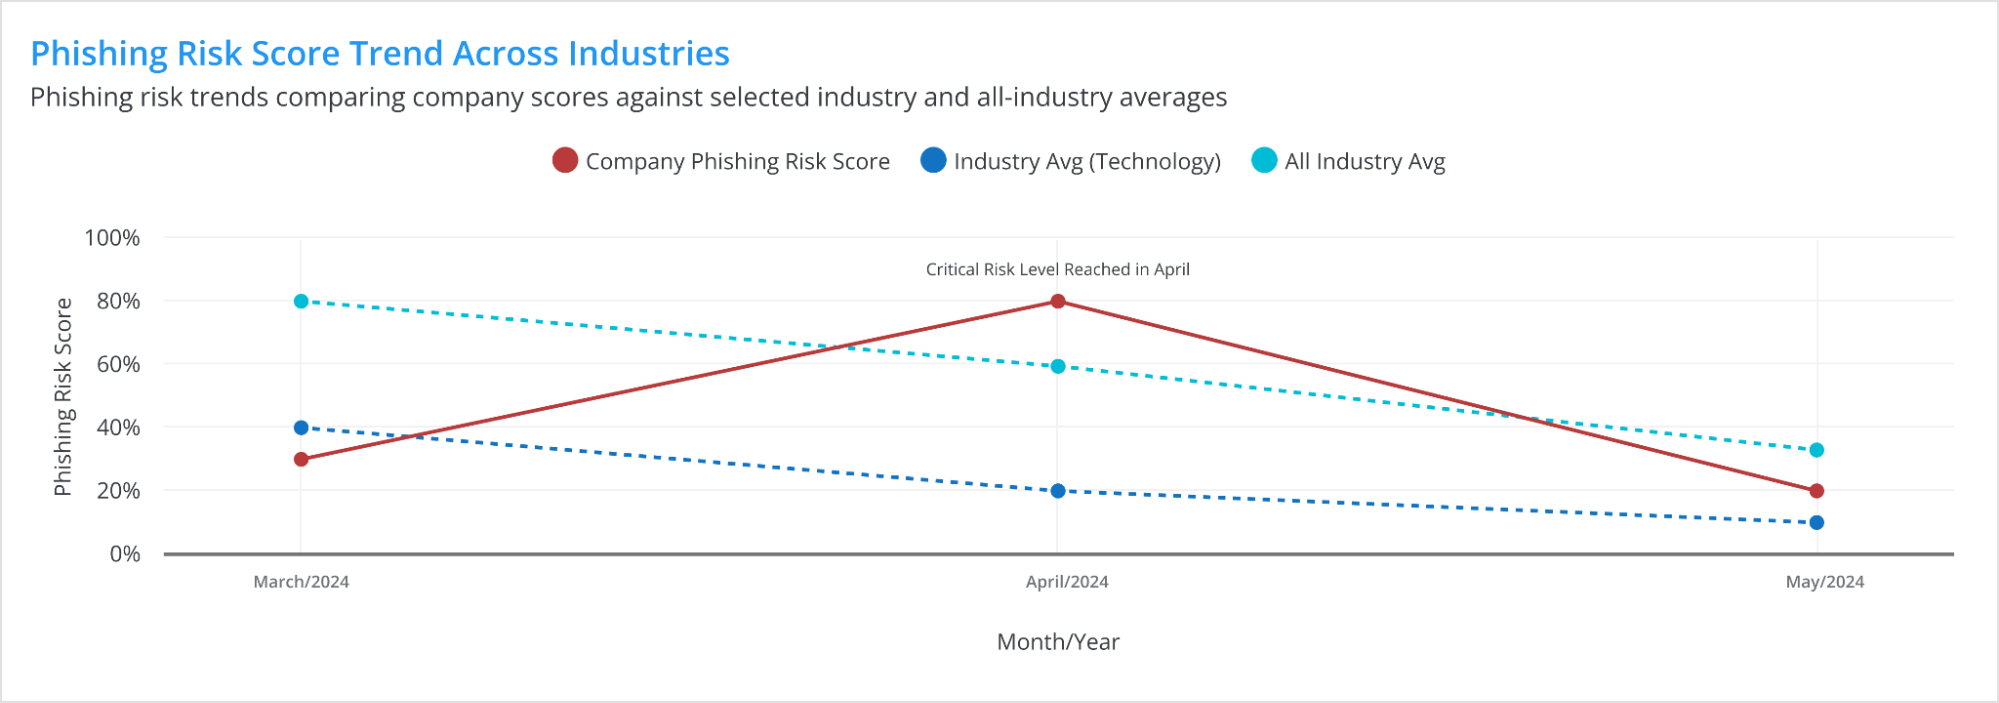 Phishing Risk Score Trend Across Industries
Phishing risk trends comparing company scores against selected industry and all-industry averages
Company Phishing Risk Score
Industry Avg (Technology)
All Industry Avg
100%
80%
60%
40%
20%
0%
Phishing Risk Score
Critical Risk Level Reached in April
March/2024
April/2024
May/2024
Month/Year